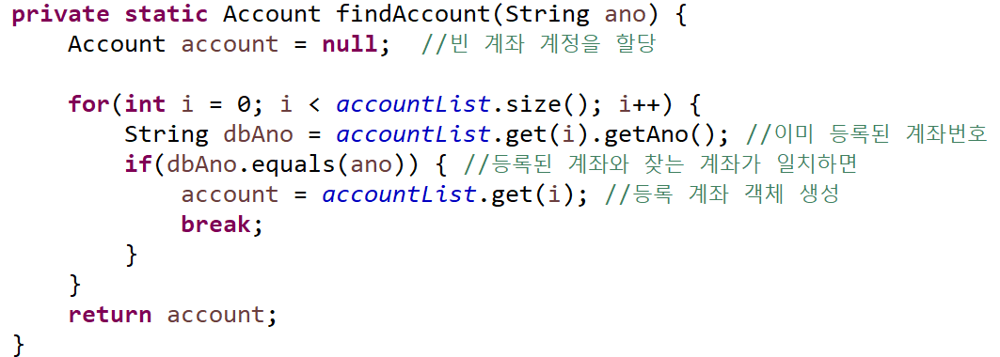 private static Account findAccount(String ano) {
    Account account = null;  //빈 계좌 계정을 할당

    for(int i = 0; i < accountList.size(); i++) {
        String dbAno = accountList.get(i).getAno(); //이미 등록된 계좌번호
        if(dbAno.equals(ano)) { //등록된 계좌와 찾는 계좌가 일치하면
            account = accountList.get(i); //등록 계좌 객체 생성
            break;
        }
    }
    return account;
}